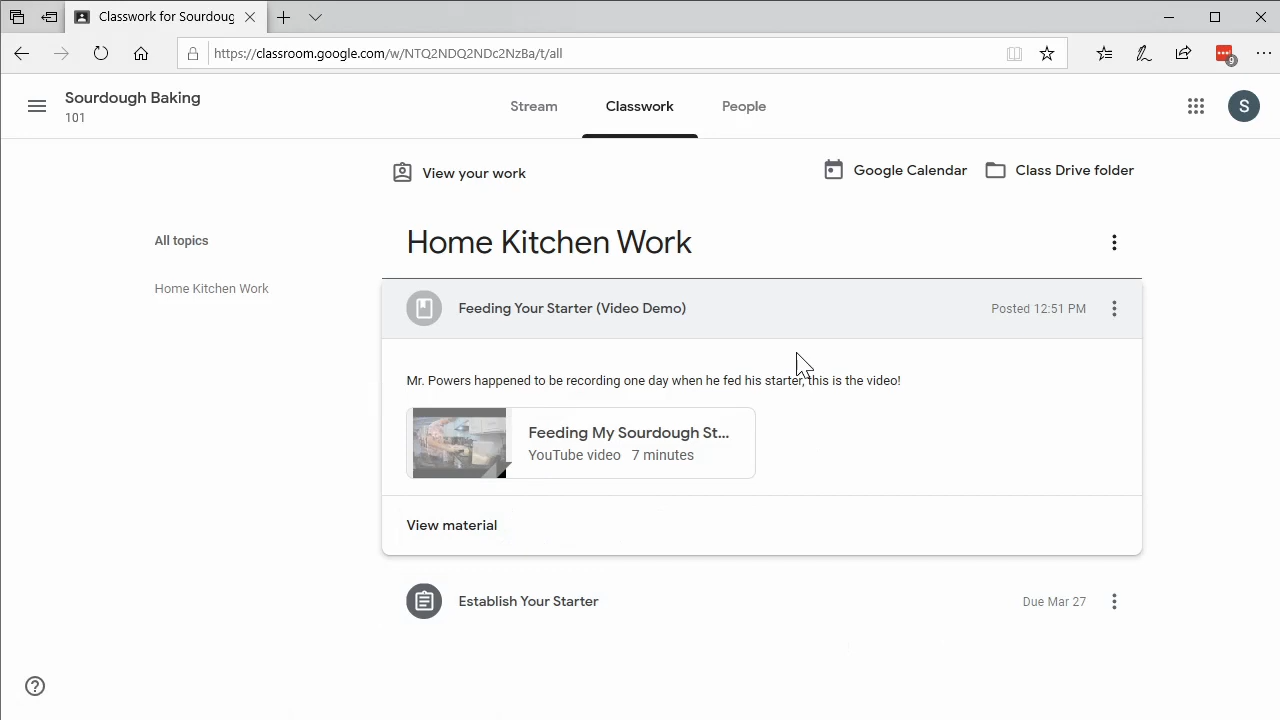 Classwork for Sourdoug
https://classroom.google.com/w/NTQ2NDQ2NDc2NzBa/t/all
9
Sourdough Baking
101
Stream
Classwork
People
S
View your work
Google Calendar
Class Drive folder
All topics
Home Kitchen Work
Home Kitchen Work
Feeding Your Starter (Video Demo)
Posted 12:51 PM
Mr. Powers happened to be recording one day when he fed his starter, this is the video!
Feeding My Sourdough St...
YouTube video 7 minutes
View material
Establish Your Starter
Due Mar 27